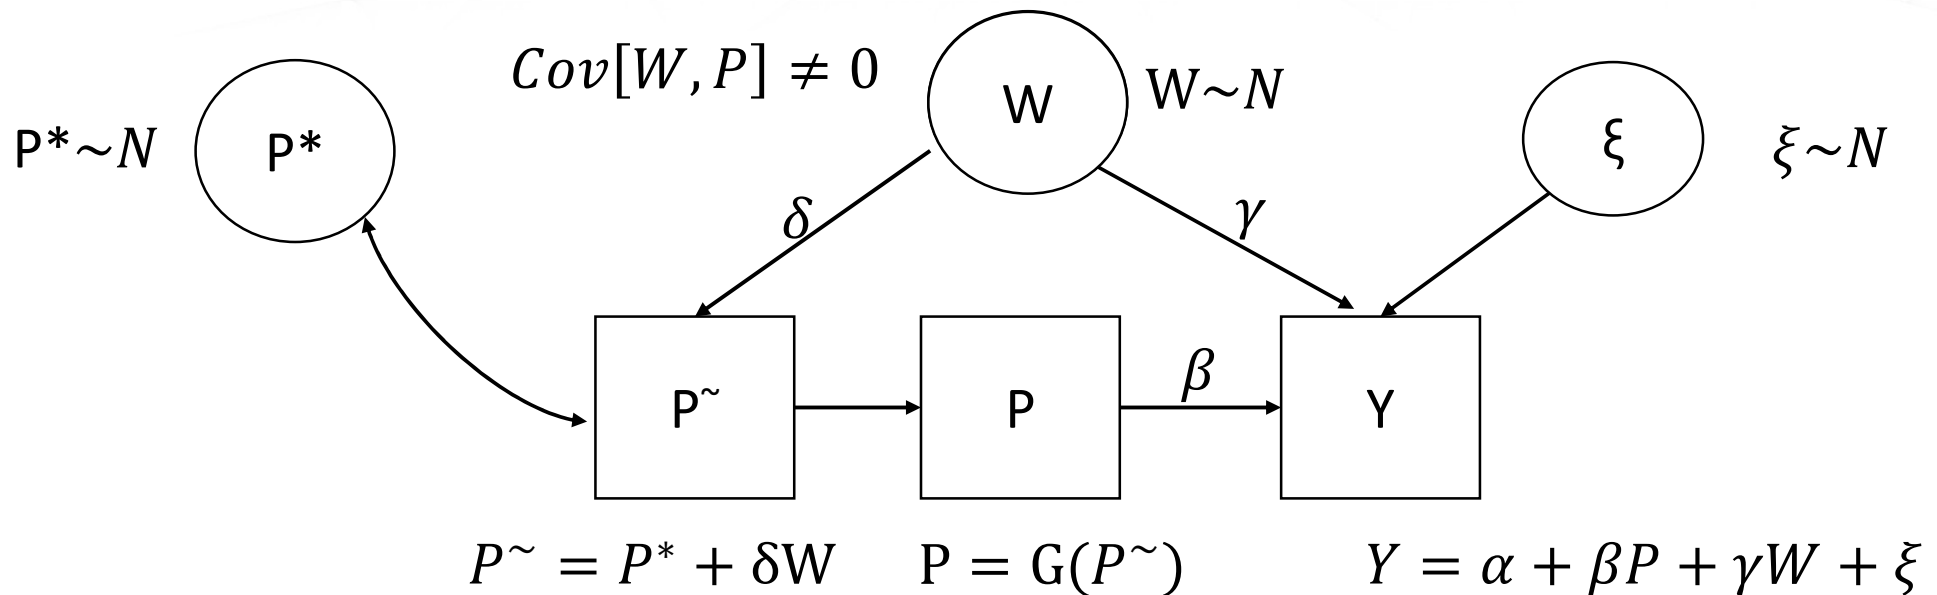 Cov[W, P] ≠ 0
W
W~N
ξ
ξ~N
P*~N
P*
δ
γ
P~
P
β
Y
P~ = P* + δW
P = G(P~)
Y = α + βP + γW + ξ